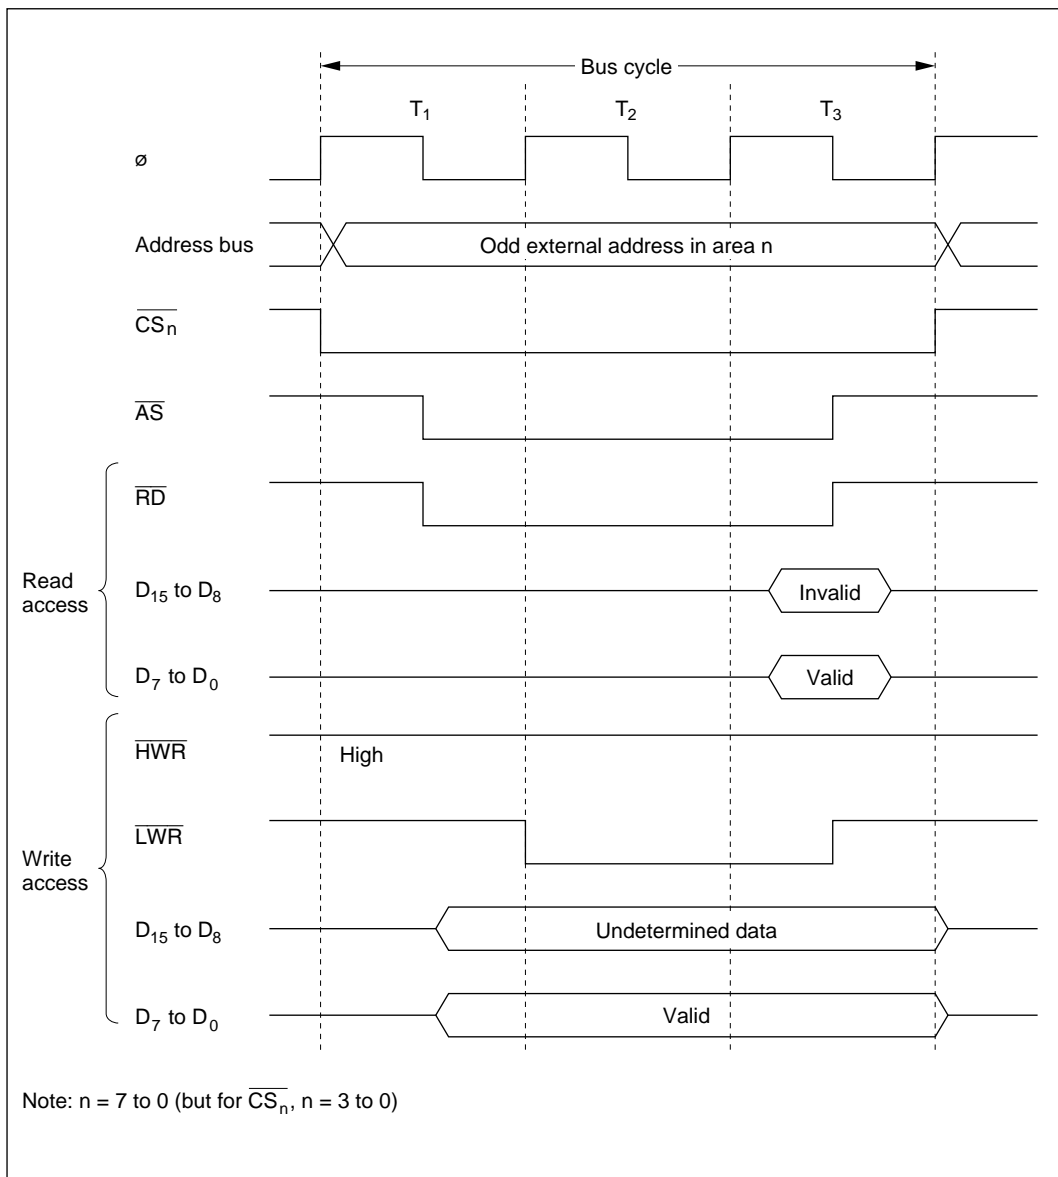 Bus cycle
T1 T2 T3
ø
Address bus Odd external address in area n
CSn
AS
Read access
RD
D15 to D8 Invalid
D7 to D0 Valid
Write access
HWR High
LWR
D15 to D8 Undetermined data
D7 to D0 Valid
Note: n = 7 to 0 (but for CSn, n = 3 to 0)